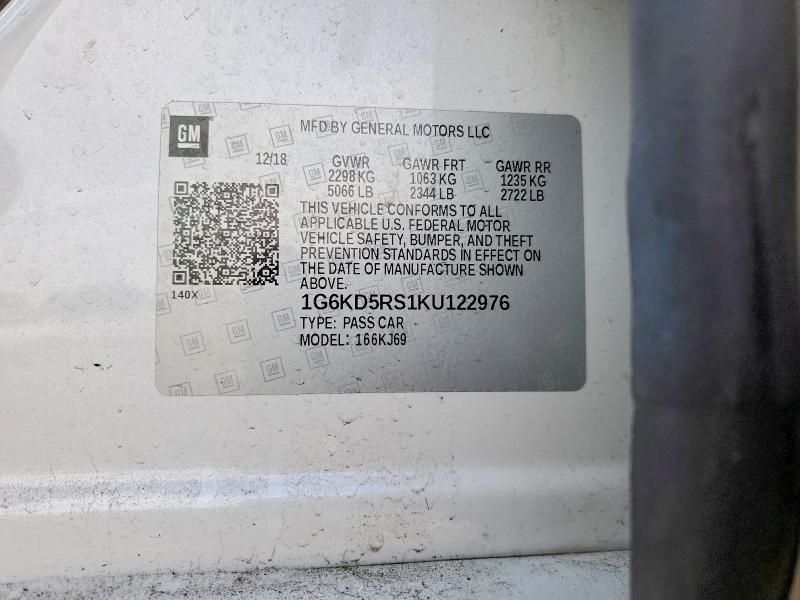 GM
MFD BY GENERAL MOTORS LLC
12/18
GVWR GAWR FRT GAWR RR
2298 KG 1063 KG 1235 KG
5066 LB 2344 LB 2722 LB
THIS VEHICLE CONFORMS TO ALL
APPLICABLE U.S. FEDERAL MOTOR
VEHICLE SAFETY, BUMPER, AND THEFT
PREVENTION STANDARDS IN EFFECT ON
THE DATE OF MANUFACTURE SHOWN
ABOVE.
140X
1G6KD5RS1KU122976
TYPE: PASS CAR
MODEL: 166KJ69